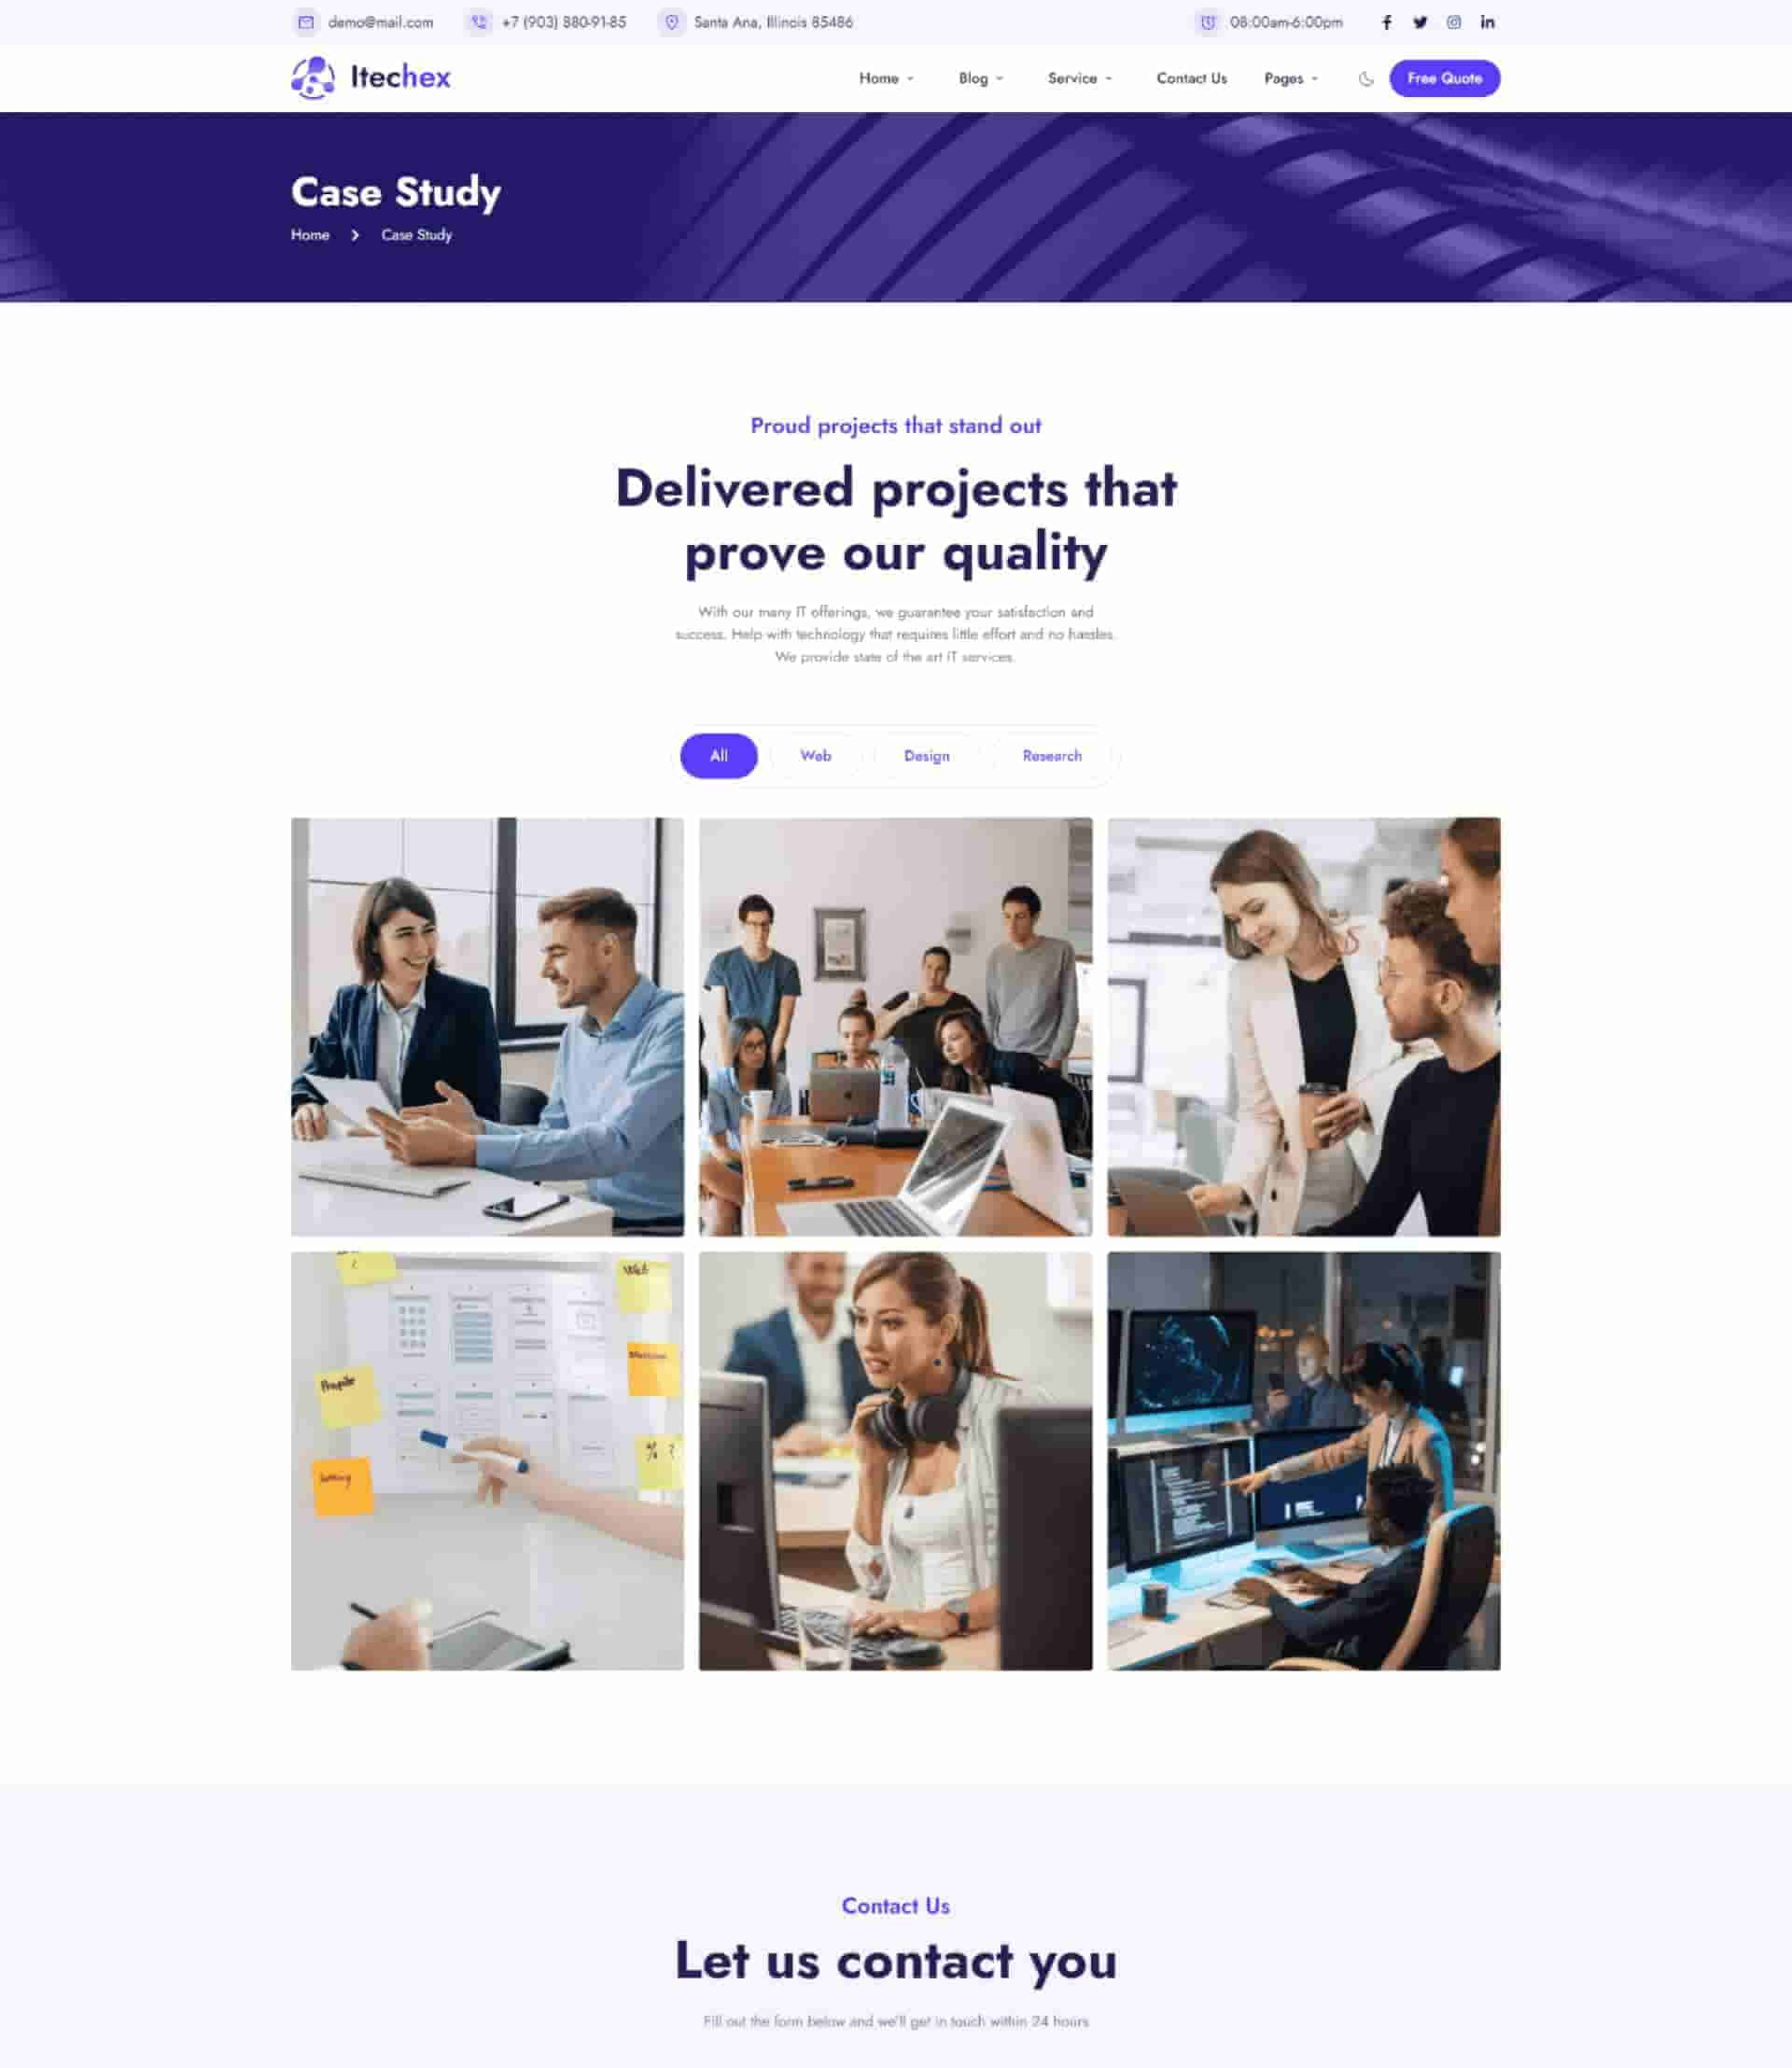 demo@mail.com
+7 (903) 880-91-85
Santa Ana, Illinois 85486
08:00am-6:00pm
Itechex
Home
Blog
Service
Contact Us
Pages
Free Quote
Case Study
Home
Case Study
Proud projects that stand out
Delivered projects that
prove our quality
With our many IT offerings, we guarantee your satisfaction and
success. Help with technology that requires little effort and no hassles.
We provide state of the art IT services.
All
Web
Design
Research
Contact Us
Let us contact you
Fill out the form below and we'll get in touch within 24 hours